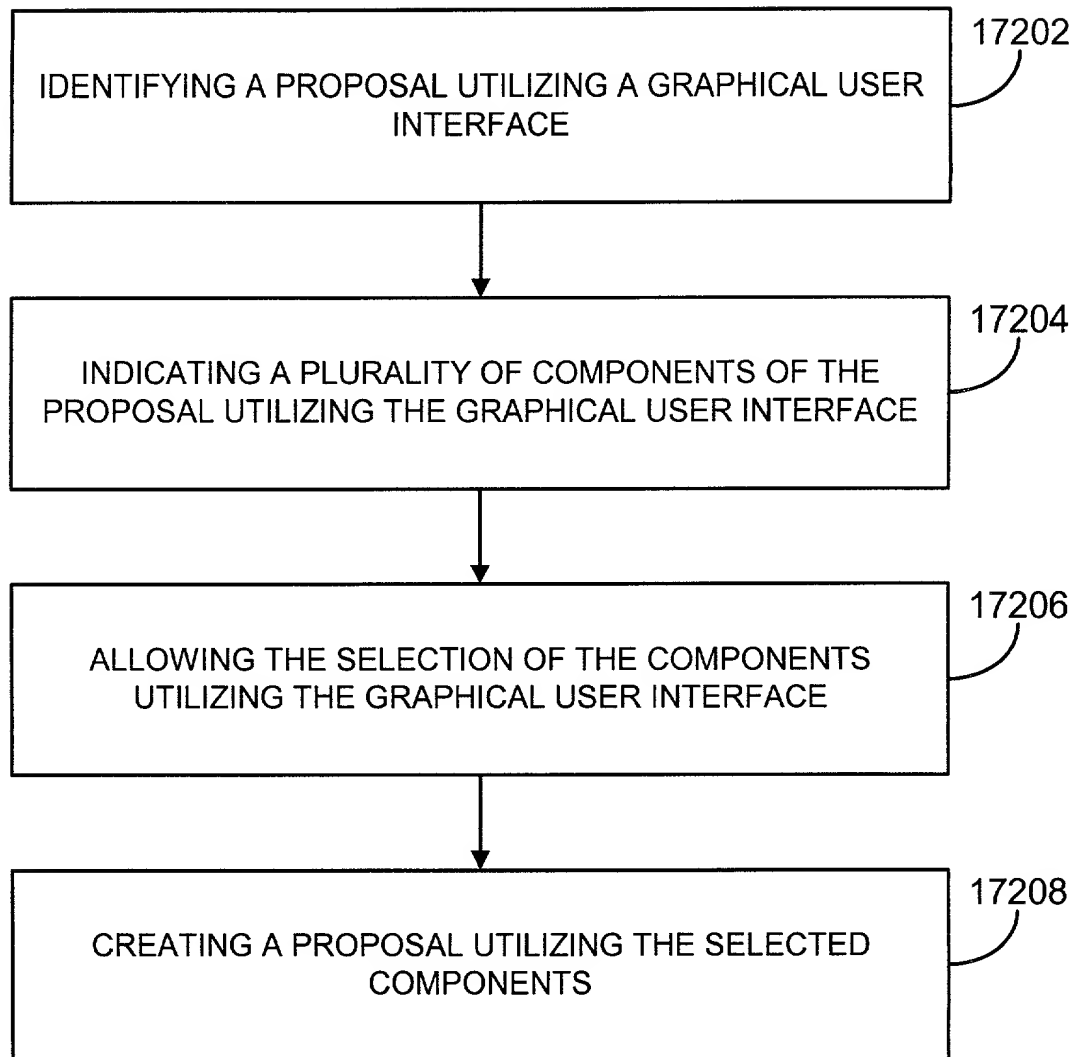 17202
IDENTIFYING A PROPOSAL UTILIZING A GRAPHICAL USER
INTERFACE
17204
INDICATING A PLURALITY OF COMPONENTS OF THE
PROPOSAL UTILIZING THE GRAPHICAL USER INTERFACE
17206
ALLOWING THE SELECTION OF THE COMPONENTS
UTILIZING THE GRAPHICAL USER INTERFACE
17208
CREATING A PROPOSAL UTILIZING THE SELECTED
COMPONENTS